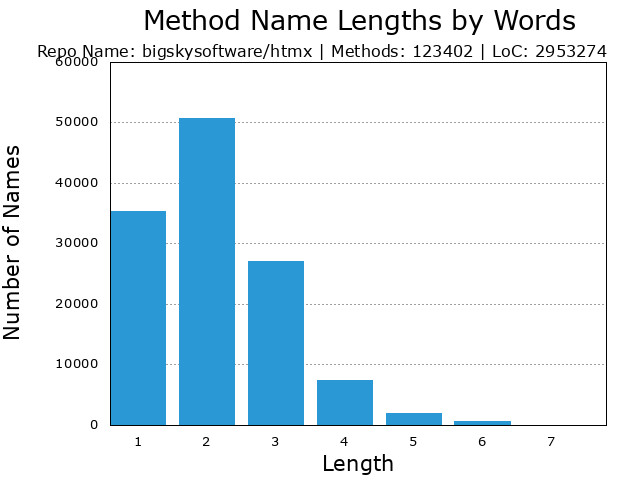 Method Name Lengths by Words
Repo Name: bigskysoftware/htmx | Methods: 123402 | LoC: 2953274
60000
50000
40000
30000
20000
10000
0
Number of Names
1 2 3 4 5 6 7
Length